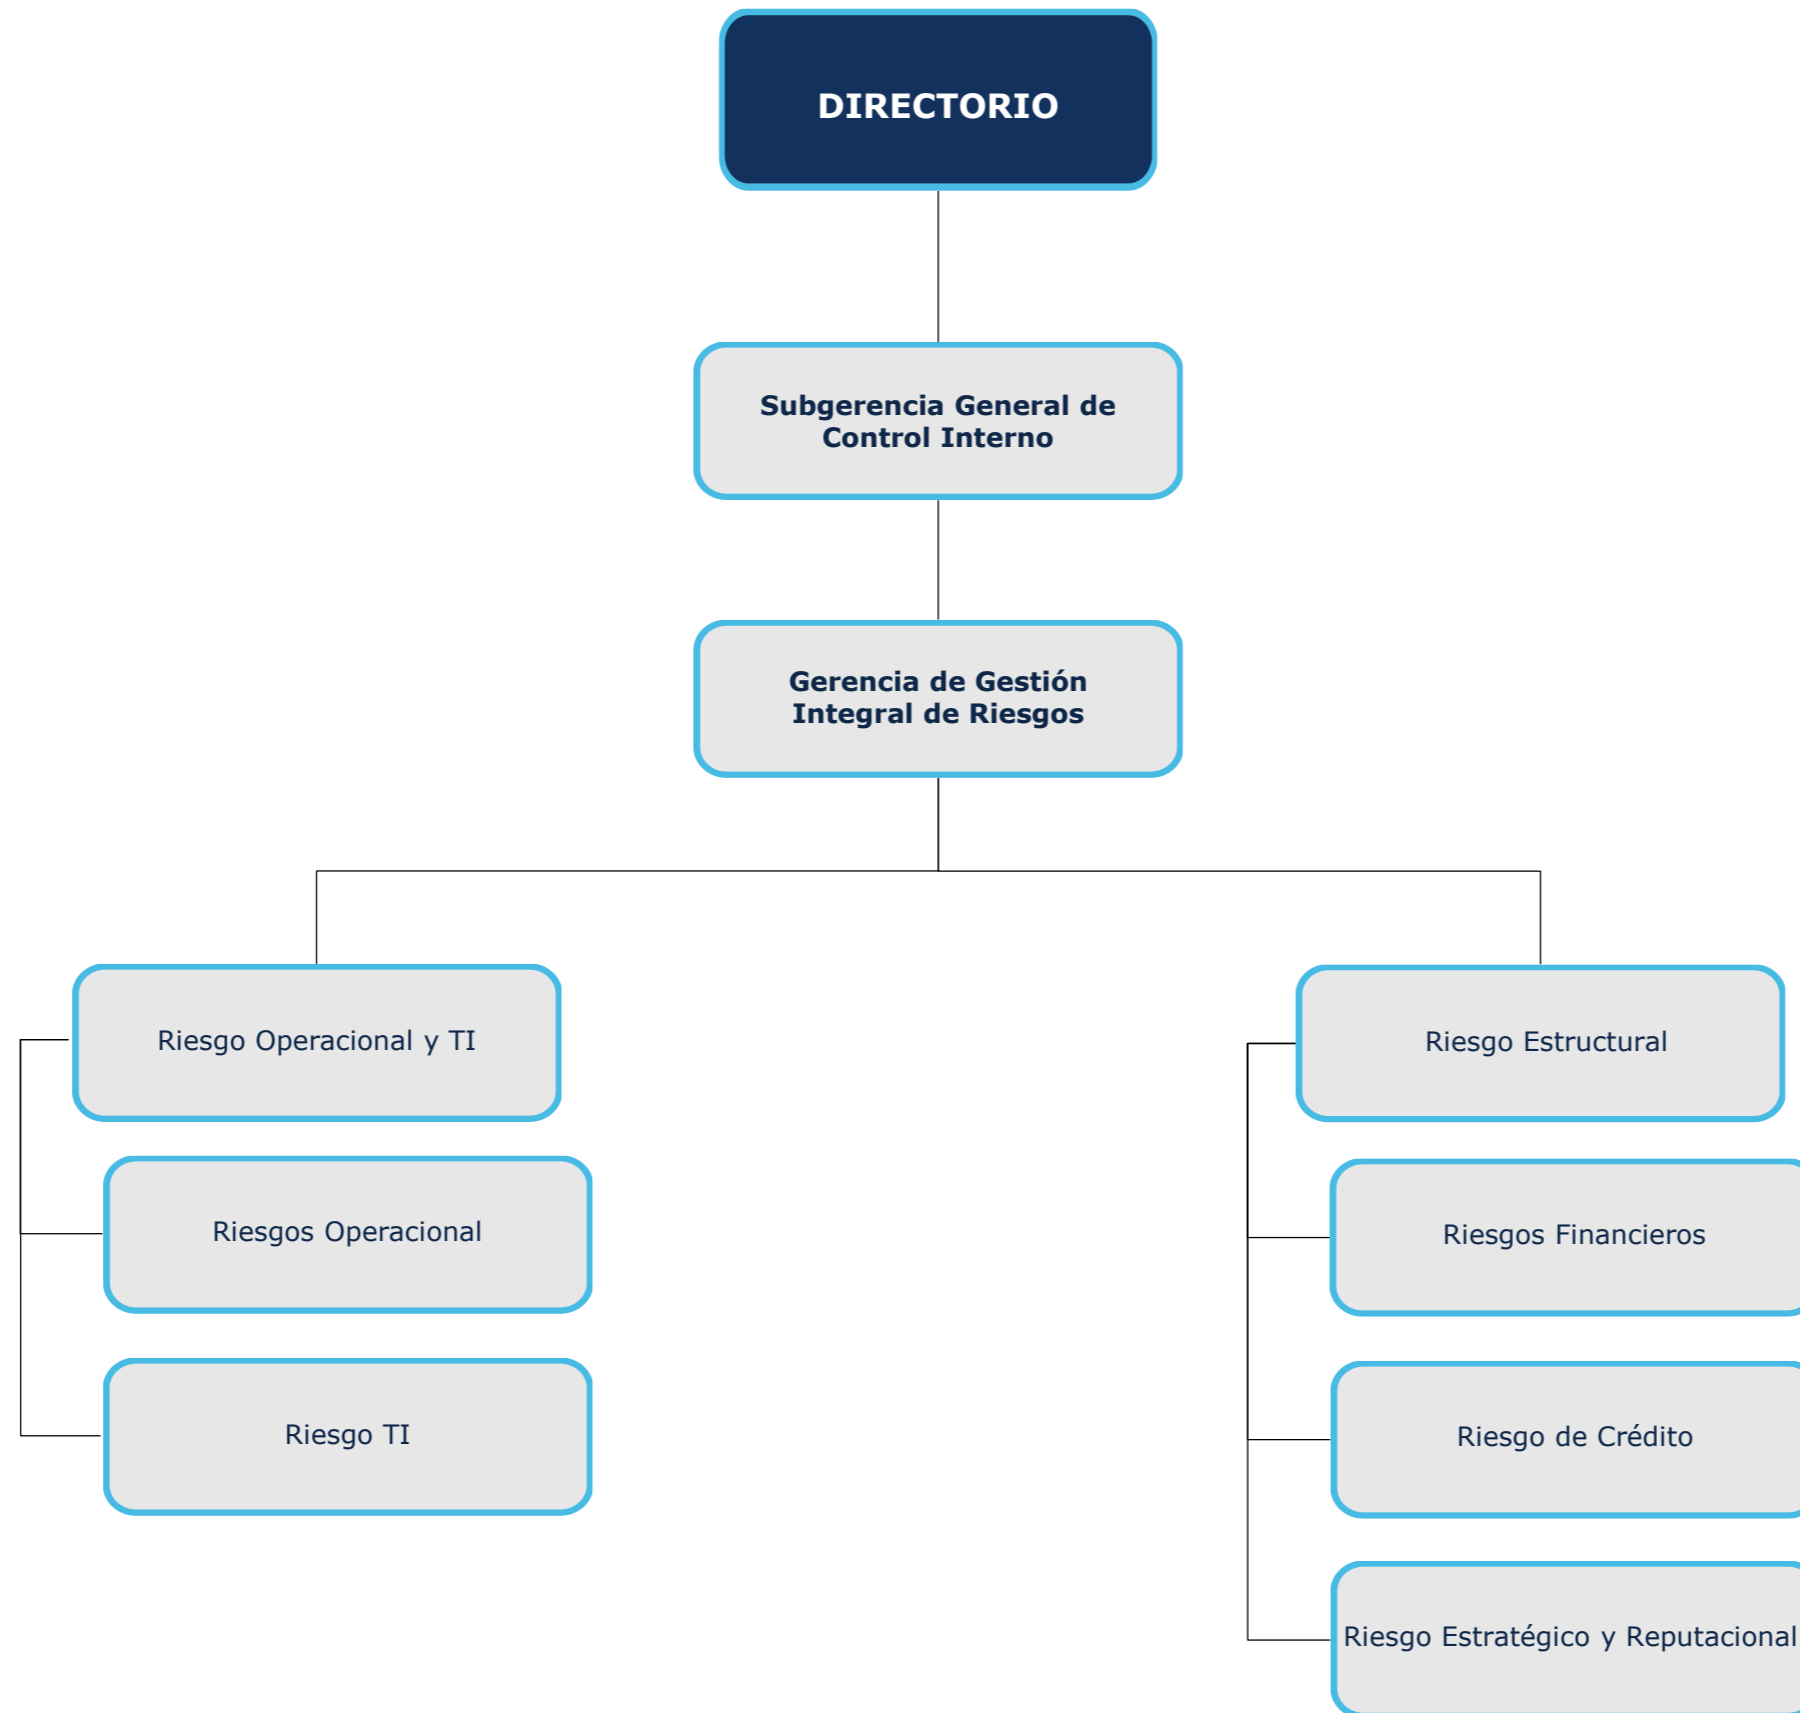 DIRECTORIO
Subgerencia General de
Control Interno
Gerencia de Gestión
Integral de Riesgos
Riesgo Operacional y TI
Riesgos Operacional
Riesgo TI
Riesgo Estructural
Riesgos Financieros
Riesgo de Crédito
Riesgo Estratégico y Reputacional